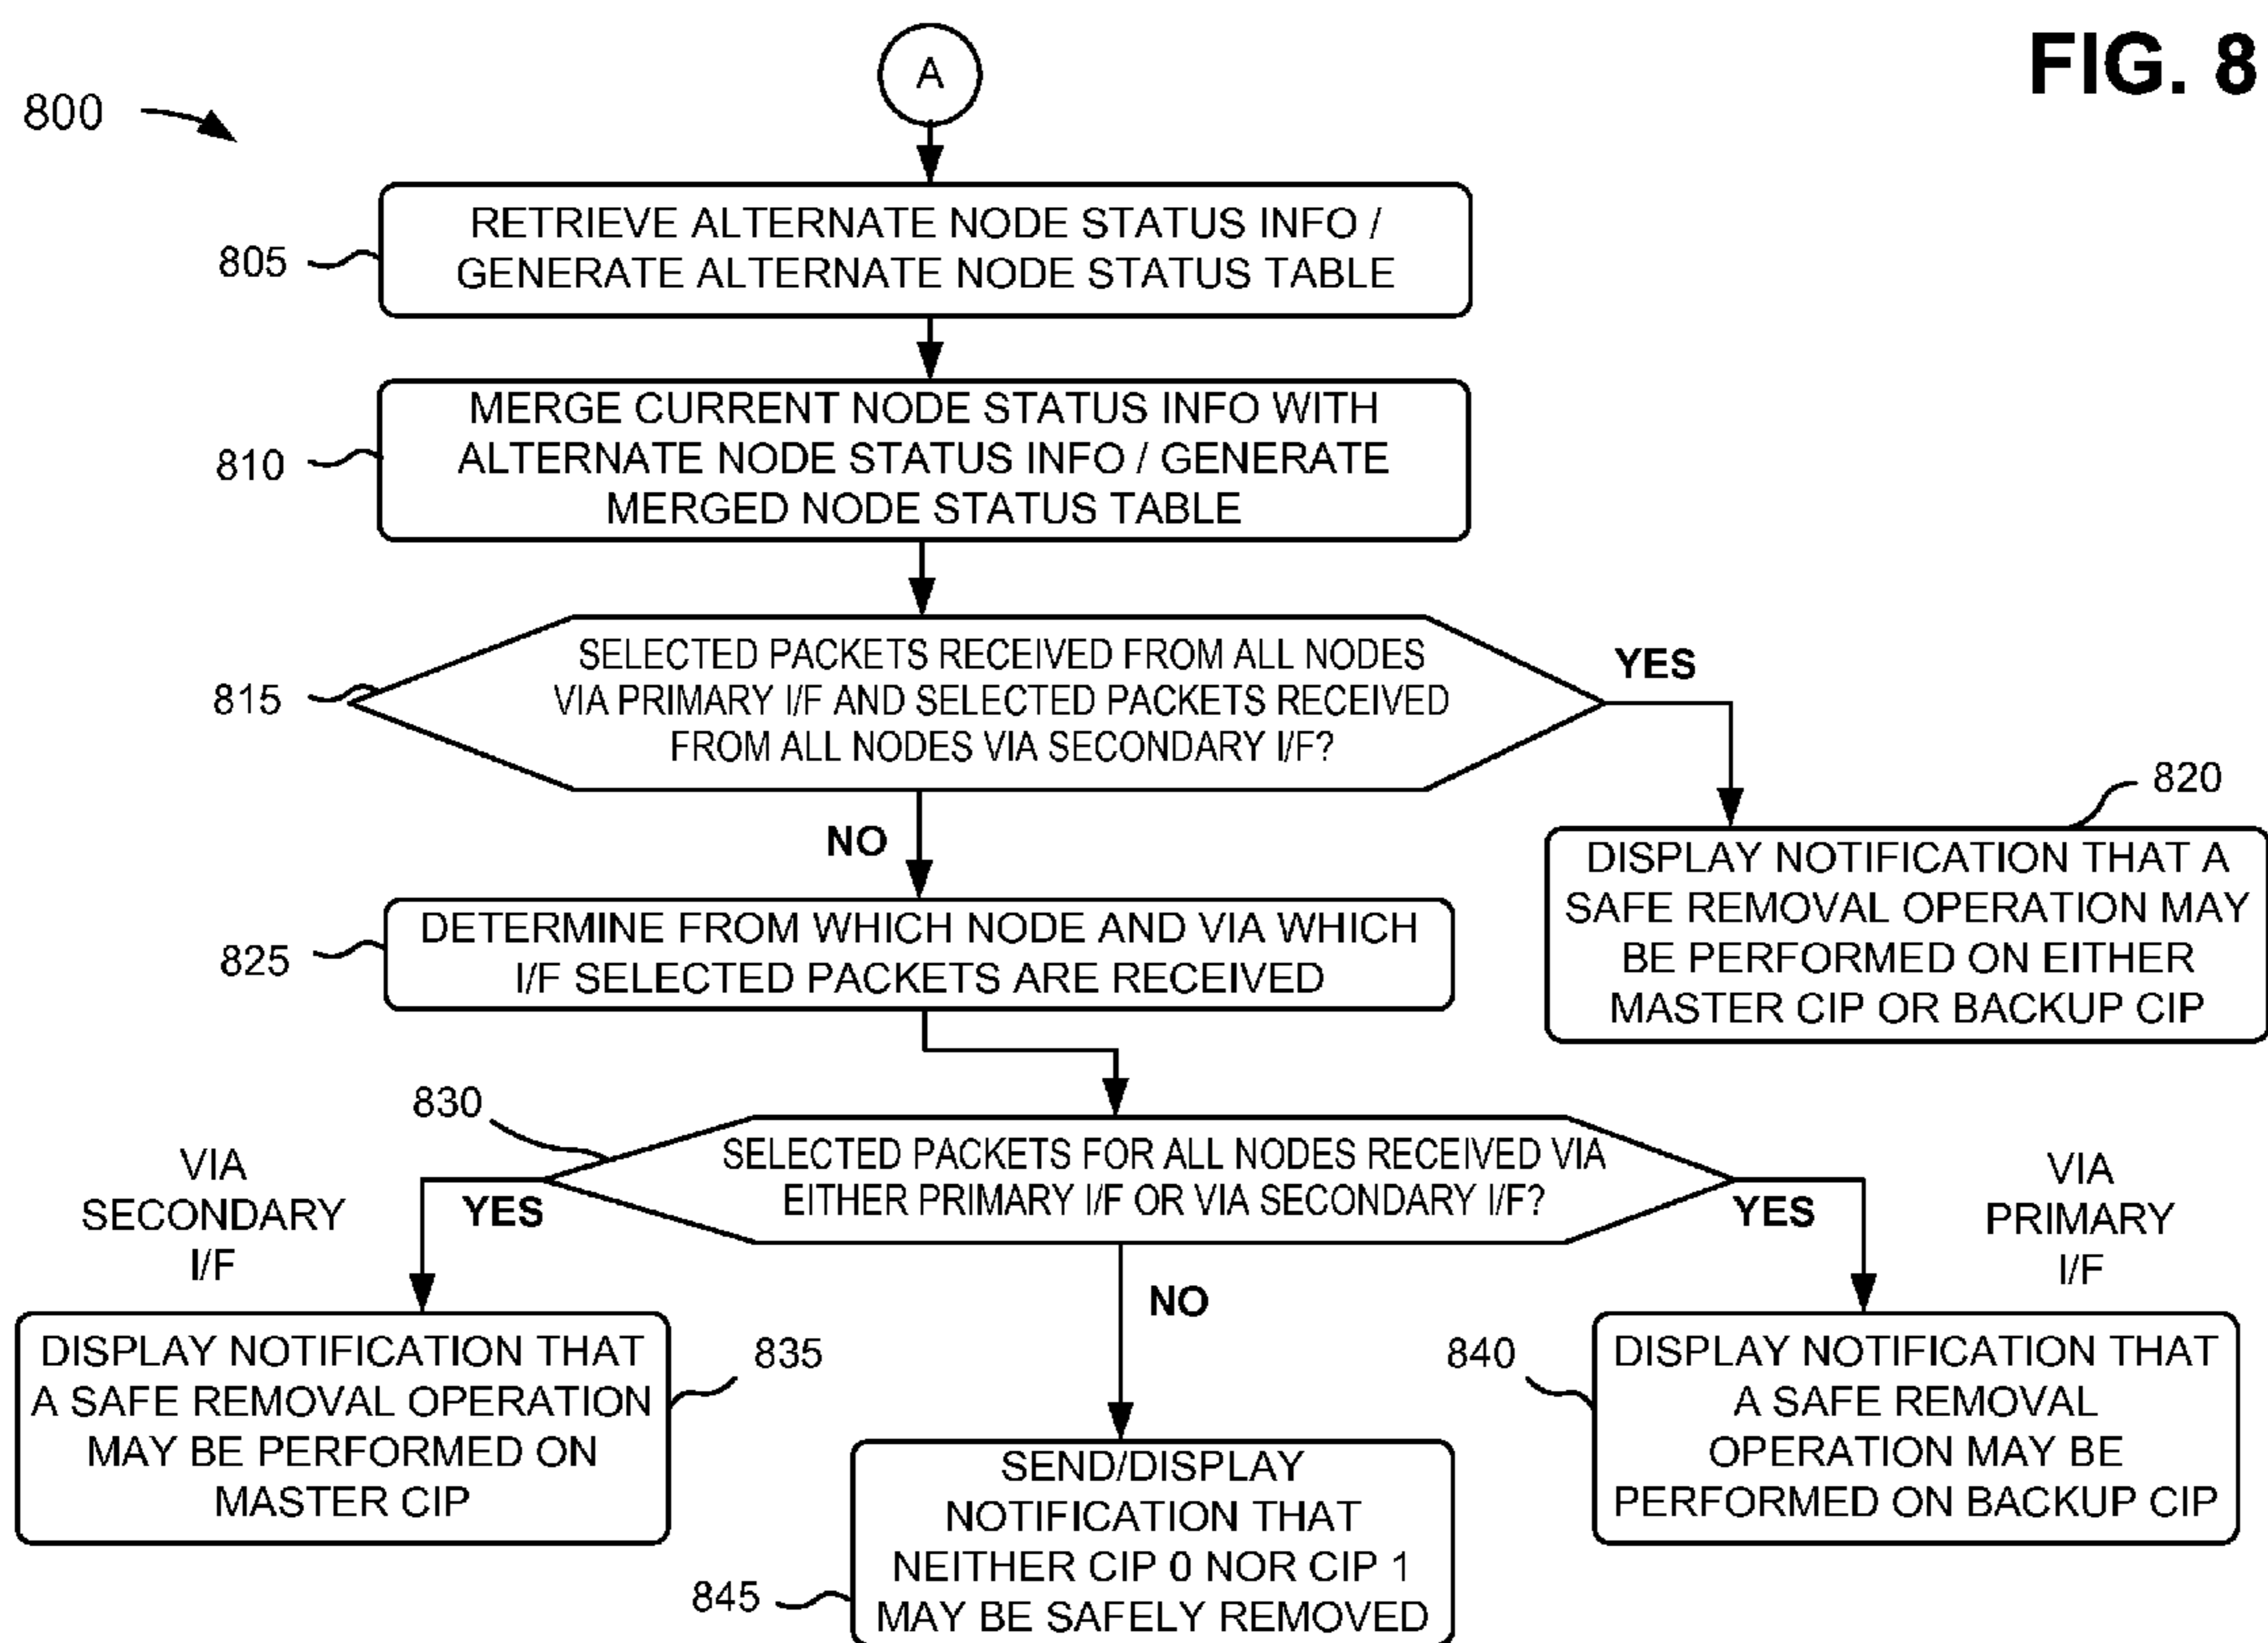 FIG. 8
A
800
RETRIEVE ALTERNATE NODE STATUS INFO /
GENERATE ALTERNATE NODE STATUS TABLE
805
MERGE CURRENT NODE STATUS INFO WITH
ALTERNATE NODE STATUS INFO / GENERATE
MERGED NODE STATUS TABLE
810
SELECTED PACKETS RECEIVED FROM ALL NODES
VIA PRIMARY I/F AND SELECTED PACKETS RECEIVED
FROM ALL NODES VIA SECONDARY I/F?
815
YES
820
NO
DISPLAY NOTIFICATION THAT A
SAFE REMOVAL OPERATION MAY
BE PERFORMED ON EITHER
MASTER CIP OR BACKUP CIP
DETERMINE FROM WHICH NODE AND VIA WHICH
I/F SELECTED PACKETS ARE RECEIVED
825
830
SELECTED PACKETS FOR ALL NODES RECEIVED VIA
EITHER PRIMARY I/F OR VIA SECONDARY I/F?
VIA
SECONDARY
I/F
YES
YES
VIA
PRIMARY
I/F
NO
DISPLAY NOTIFICATION THAT
A SAFE REMOVAL OPERATION
MAY BE PERFORMED ON
MASTER CIP
835
840
DISPLAY NOTIFICATION THAT
A SAFE REMOVAL
OPERATION MAY BE
PERFORMED ON BACKUP CIP
SEND/DISPLAY
NOTIFICATION THAT
NEITHER CIP 0 NOR CIP 1
MAY BE SAFELY REMOVED
845